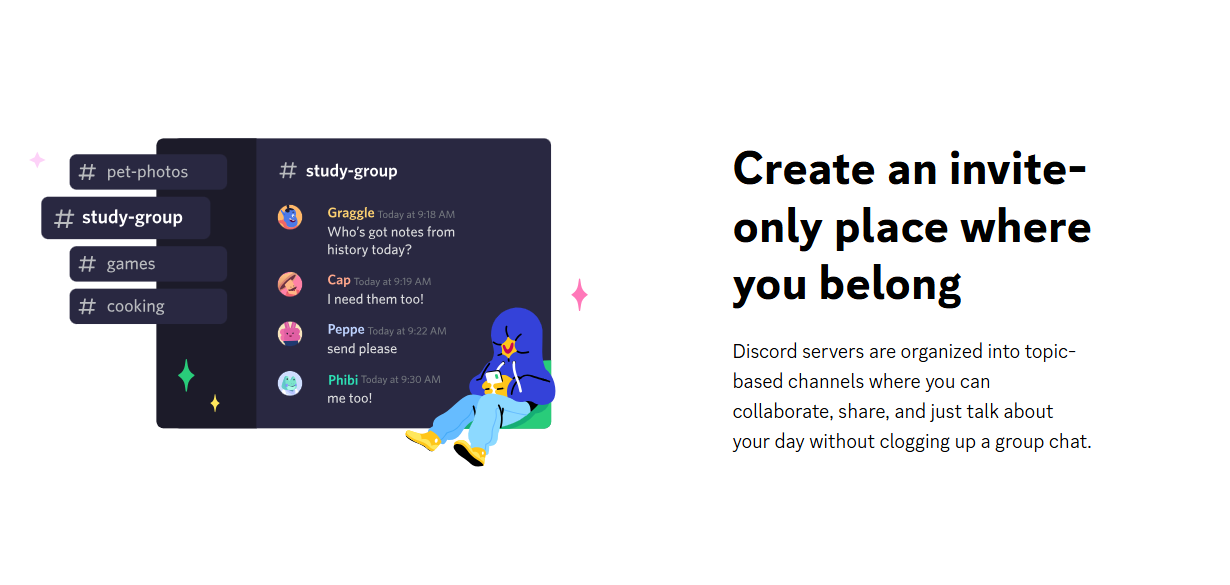 # pet-photos
# study-group
# games
# cooking
# study-group
Graggle Today at 9:18 AM
Who's got notes from
history today?
Cap Today at 9:19 AM
I need them too!
Peppe Today at 9:22 AM
send please
Phibi Today at 9:30 AM
me too!
Create an invite-
only place where
you belong
Discord servers are organized into topic-
based channels where you can
collaborate, share, and just talk about
your day without clogging up a group chat.